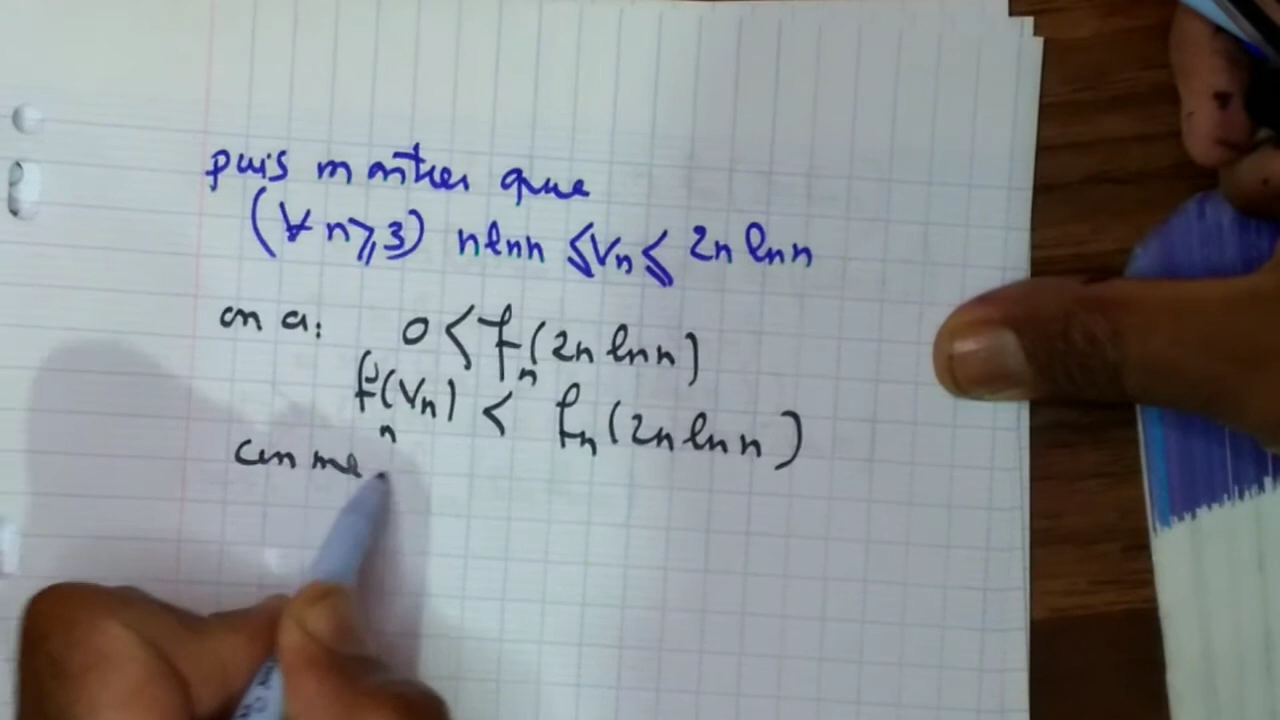 puis montrer que
(∀ n ⩾ 3) n ln n ≤ Vn ≤ 2n ln n
on a: 0 < fn(2n ln n)
fn(Vn) < fn(2n ln n)
comme